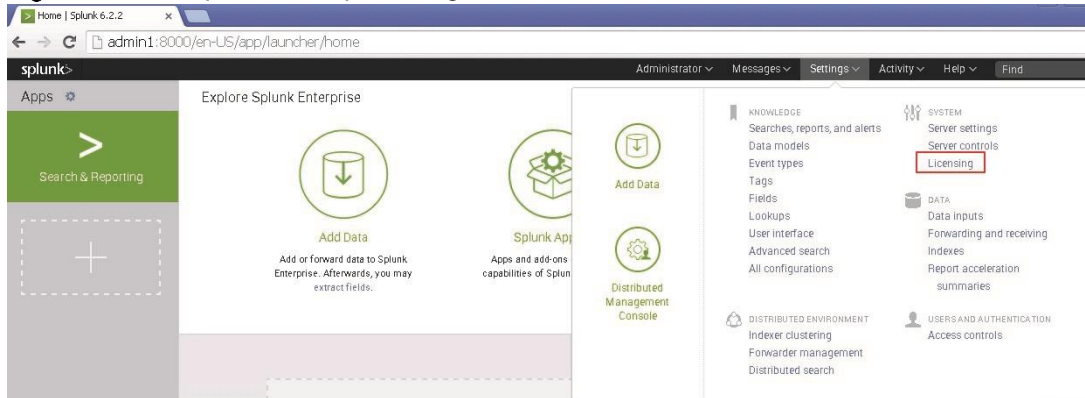 Home | Splunk 6.2.2
admin1:8000/en-US/app/launcher/home
splunk>
Administrator
Messages
Settings
Activity
Help
Find
Apps
Explore Splunk Enterprise
Search & Reporting
Add Data
Add or forward data to Splunk
Enterprise. Afterwards, you may
extract fields.
Splunk App
Apps and add-ons
capabilities of Splun
Add Data
Distributed
Management
Console
KNOWLEDGE
Searches, reports, and alerts
Data models
Event types
Tags
Fields
Lookups
User interface
Advanced search
All configurations
DISTRIBUTED ENVIRONMENT
Indexer clustering
Forwarder management
Distributed search
SYSTEM
Server settings
Server controls
Licensing
DATA
Data inputs
Forwarding and receiving
Indexes
Report acceleration
summaries
USERS AND AUTHENTICATION
Access controls